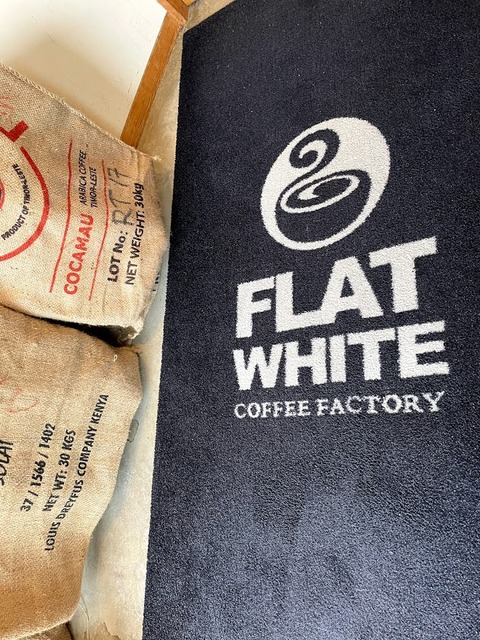 PRODUCT OF TIMOR-LESTE
COCAMAU
ARABICA COFFEE
TIMOR-LESTE
LOT No: RT17
NET WEIGHT: 30kg
37 / 1566 / 1402
NET WT: 30 KGS
LOUIS DREYFUS COMPANY KENYA
FLAT
WHITE
COFFEE FACTORY